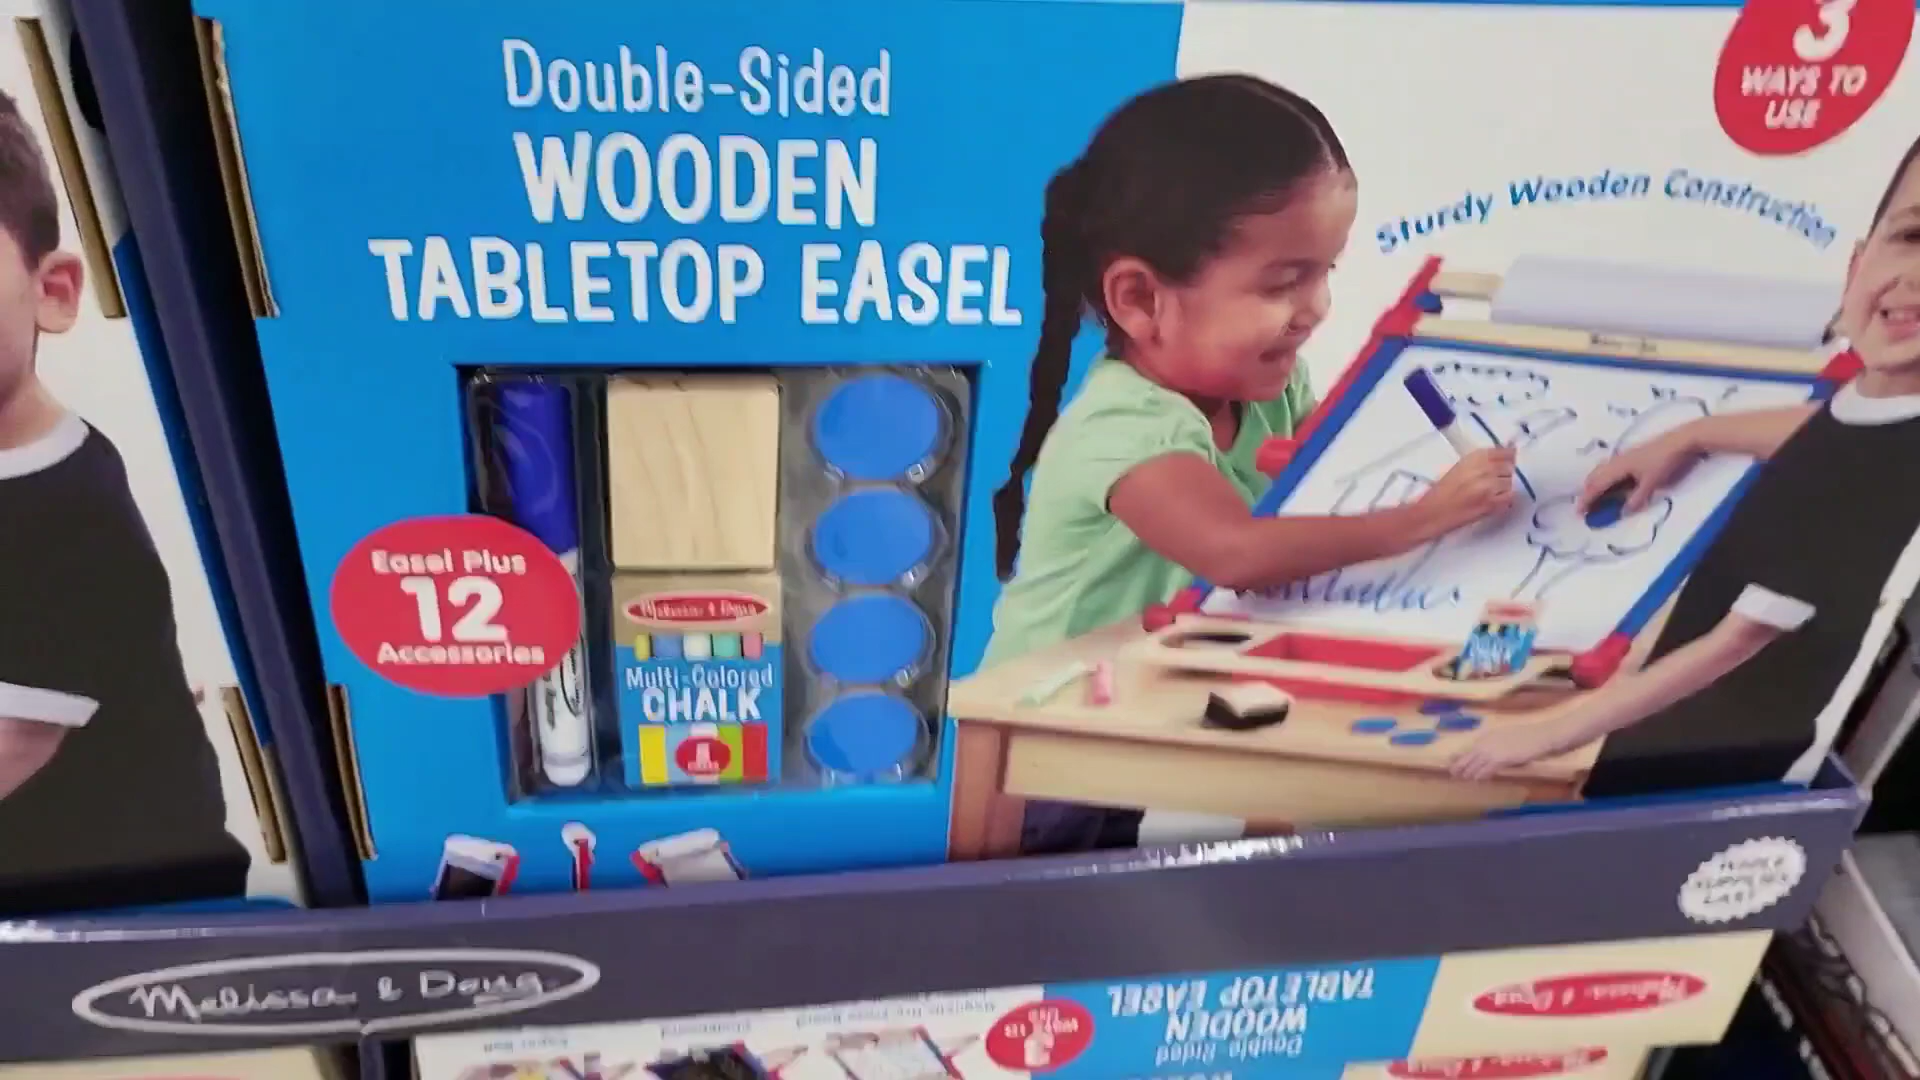 Double-Sided
WOODEN
TABLETOP EASEL
3
WAYS TO
USE
Sturdy Wooden Construction
Easel Plus
12
Accessories
Melissa & Doug
Multi-Colored
CHALK
Melissa & Doug
TABLETOP EASEL
WOODEN
Double-Sided
Melissa & Doug